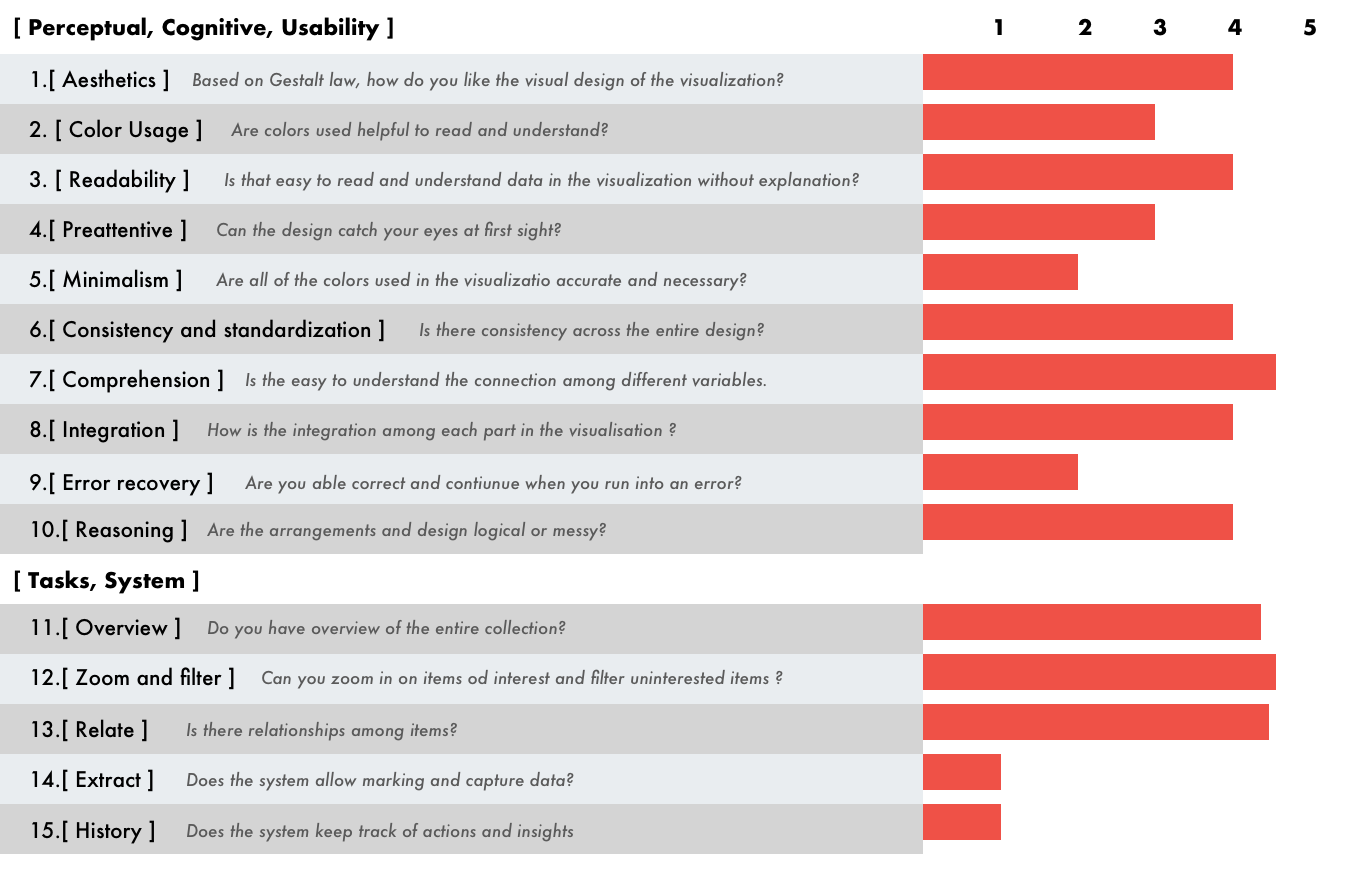 [ Perceptual, Cognitive, Usability ] 1 2 3 4 5
1.[ Aesthetics ] Based on Gestalt law, how do you like the visual design of the visualization?
2. [ Color Usage ] Are colors used helpful to read and understand?
3. [ Readability ] Is that easy to read and understand data in the visualization without explanation?
4.[ Preattentive ] Can the design catch your eyes at first sight?
5.[ Minimalism ] Are all of the colors used in the visualizatio accurate and necessary?
6.[ Consistency and standardization ] Is there consistency across the entire design?
7.[ Comprehension ] Is the easy to understand the connection among different variables.
8.[ Integration ] How is the integration among each part in the visualisation ?
9.[ Error recovery ] Are you able correct and contiunue when you run into an error?
10.[ Reasoning ] Are the arrangements and design logical or messy?
[ Tasks, System ]
11.[ Overview ] Do you have overview of the entire collection?
12.[ Zoom and filter ] Can you zoom in on items od interest and filter uninterested items ?
13.[ Relate ] Is there relationships among items?
14.[ Extract ] Does the system allow marking and capture data?
15.[ History ] Does the system keep track of actions and insights